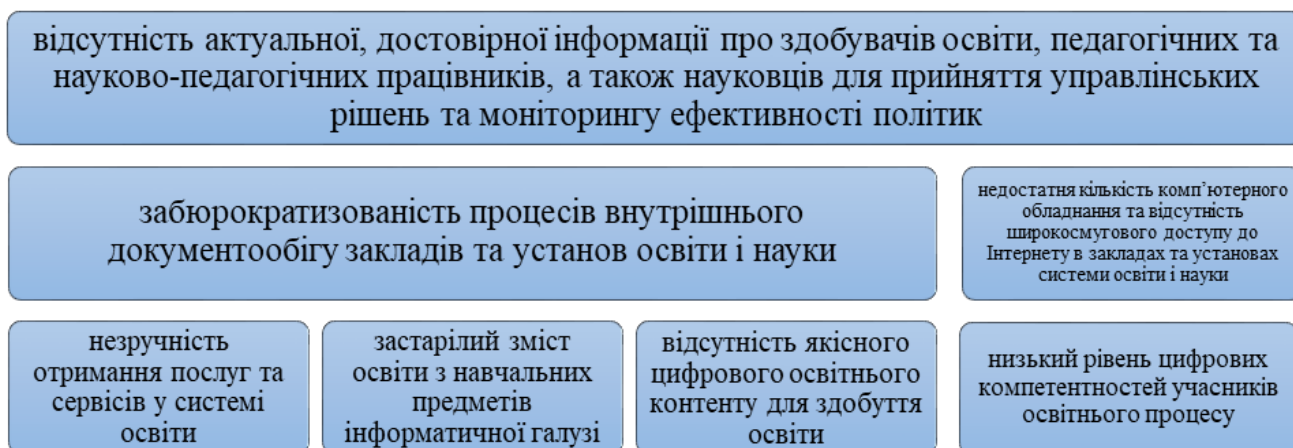 відсутність актуальної, достовірної інформації про здобувачів освіти, педагогічних та
науково-педагогічних працівників, а також науковців для прийняття управлінських
рішень та моніторингу ефективності політик
забюрократизованість процесів внутрішнього
документообігу закладів та установ освіти і науки
недостатня кількість комп’ютерного
обладнання та відсутність
широкосмугового доступу до
Інтернету в закладах та установах
системи освіти і науки
незручність
отримання послуг та
сервісів у системі
освіти
застарілий зміст
освіти з навчальних
предметів
інформатичної галузі
відсутність якісного
цифрового освітнього
контенту для здобуття
освіти
низький рівень цифрових
компетентностей учасників
освітнього процесу